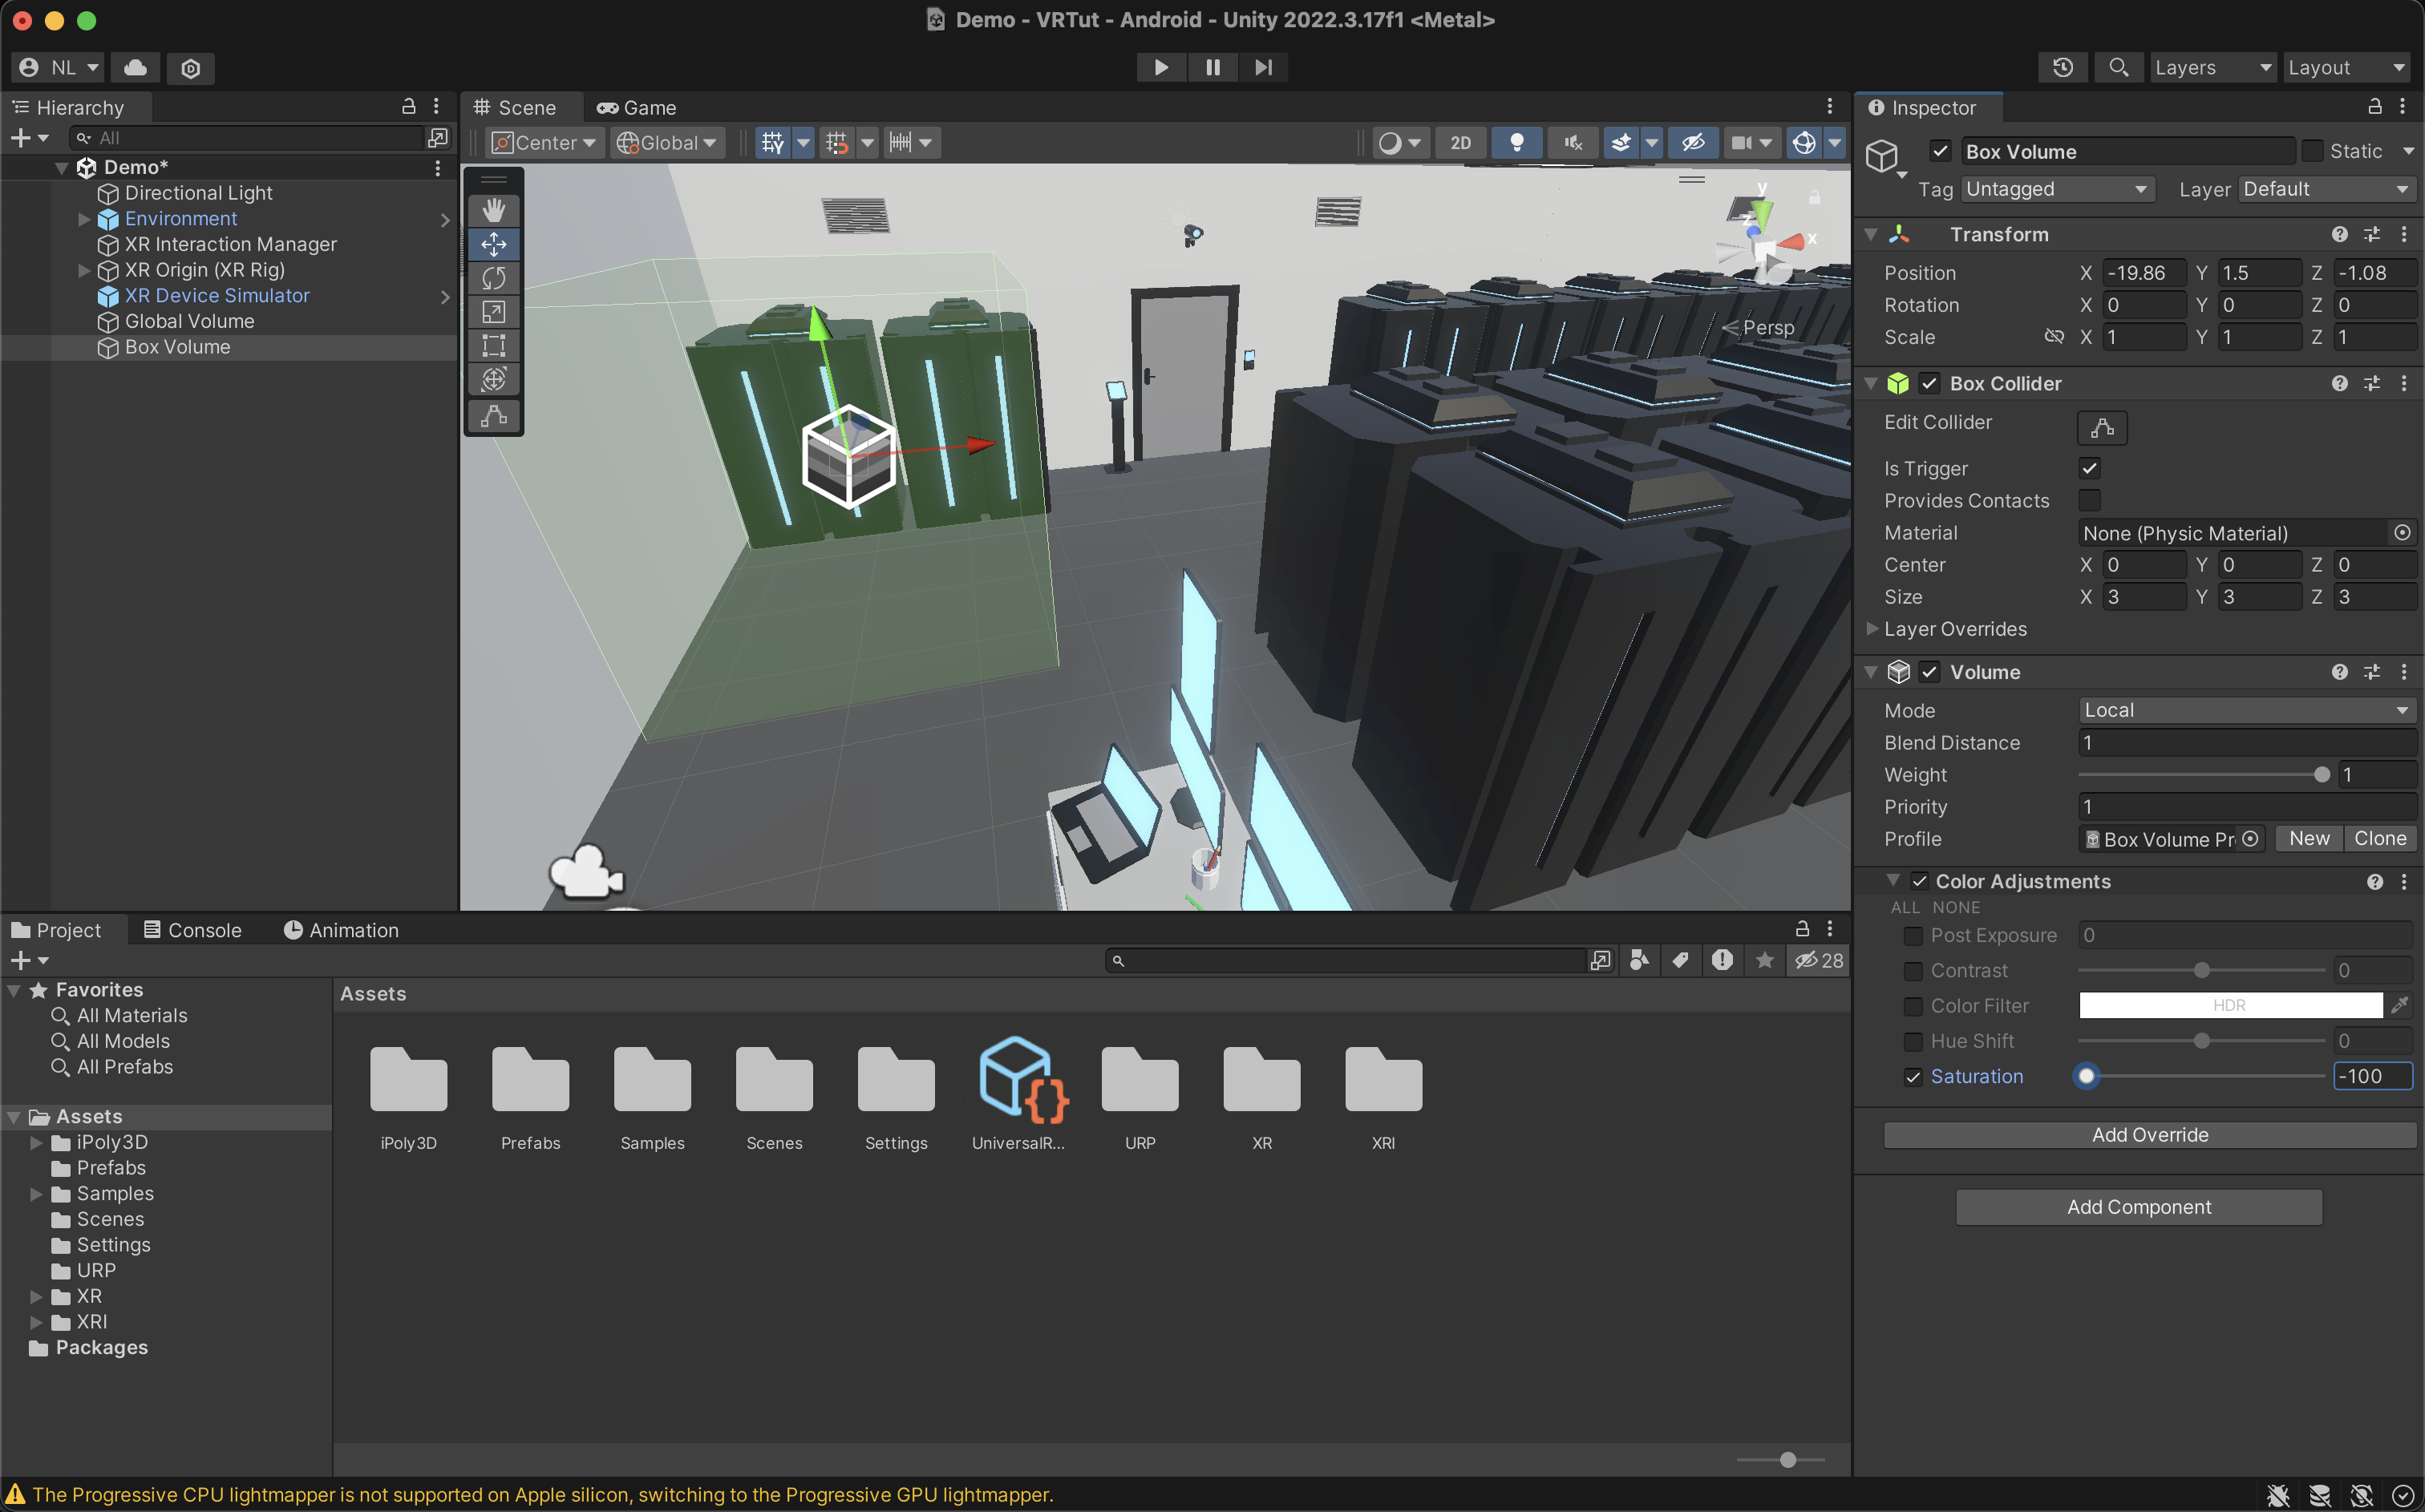 Demo - VRTut - Android - Unity 2022.3.17f1 <Metal>
NL
Layers
Layout
Hierarchy
All
Demo*
Directional Light
Environment
XR Interaction Manager
XR Origin (XR Rig)
XR Device Simulator
Global Volume
Box Volume
Scene
Game
Center
Global
2D
y
z
x
Persp
Inspector
Box Volume
Static
Tag Untagged Layer Default
Transform
Position X -19.86 Y 1.5 Z -1.08
Rotation X 0 Y 0 Z 0
Scale X 1 Y 1 Z 1
Box Collider
Edit Collider
Is Trigger
Provides Contacts
Material None (Physic Material)
Center X 0 Y 0 Z 0
Size X 3 Y 3 Z 3
Layer Overrides
Volume
Mode Local
Blend Distance 1
Weight 1
Priority 1
Profile Box Volume Pr New Clone
Color Adjustments
ALL NONE
Post Exposure 0
Contrast 0
Color Filter HDR
Hue Shift 0
Saturation -100
Add Override
Add Component
Project
Console
Animation
28
Favorites
All Materials
All Models
All Prefabs
Assets
iPoly3D
Prefabs
Samples
Scenes
Settings
URP
XR
XRI
Packages
Assets
iPoly3D
Prefabs
Samples
Scenes
Settings
UniversalR...
URP
XR
XRI
The Progressive CPU lightmapper is not supported on Apple silicon, switching to the Progressive GPU lightmapper.